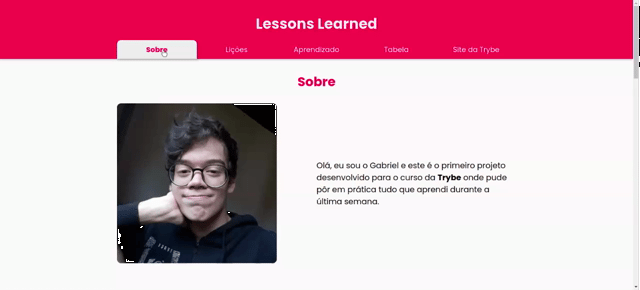 Lessons Learned
Sobre Lições Aprendizado Tabela Site da Trybe
Sobre
Olá, eu sou o Gabriel e este é o primeiro projeto
desenvolvido para o curso da Trybe onde pude
pôr em prática tudo que aprendi durante a
última semana.